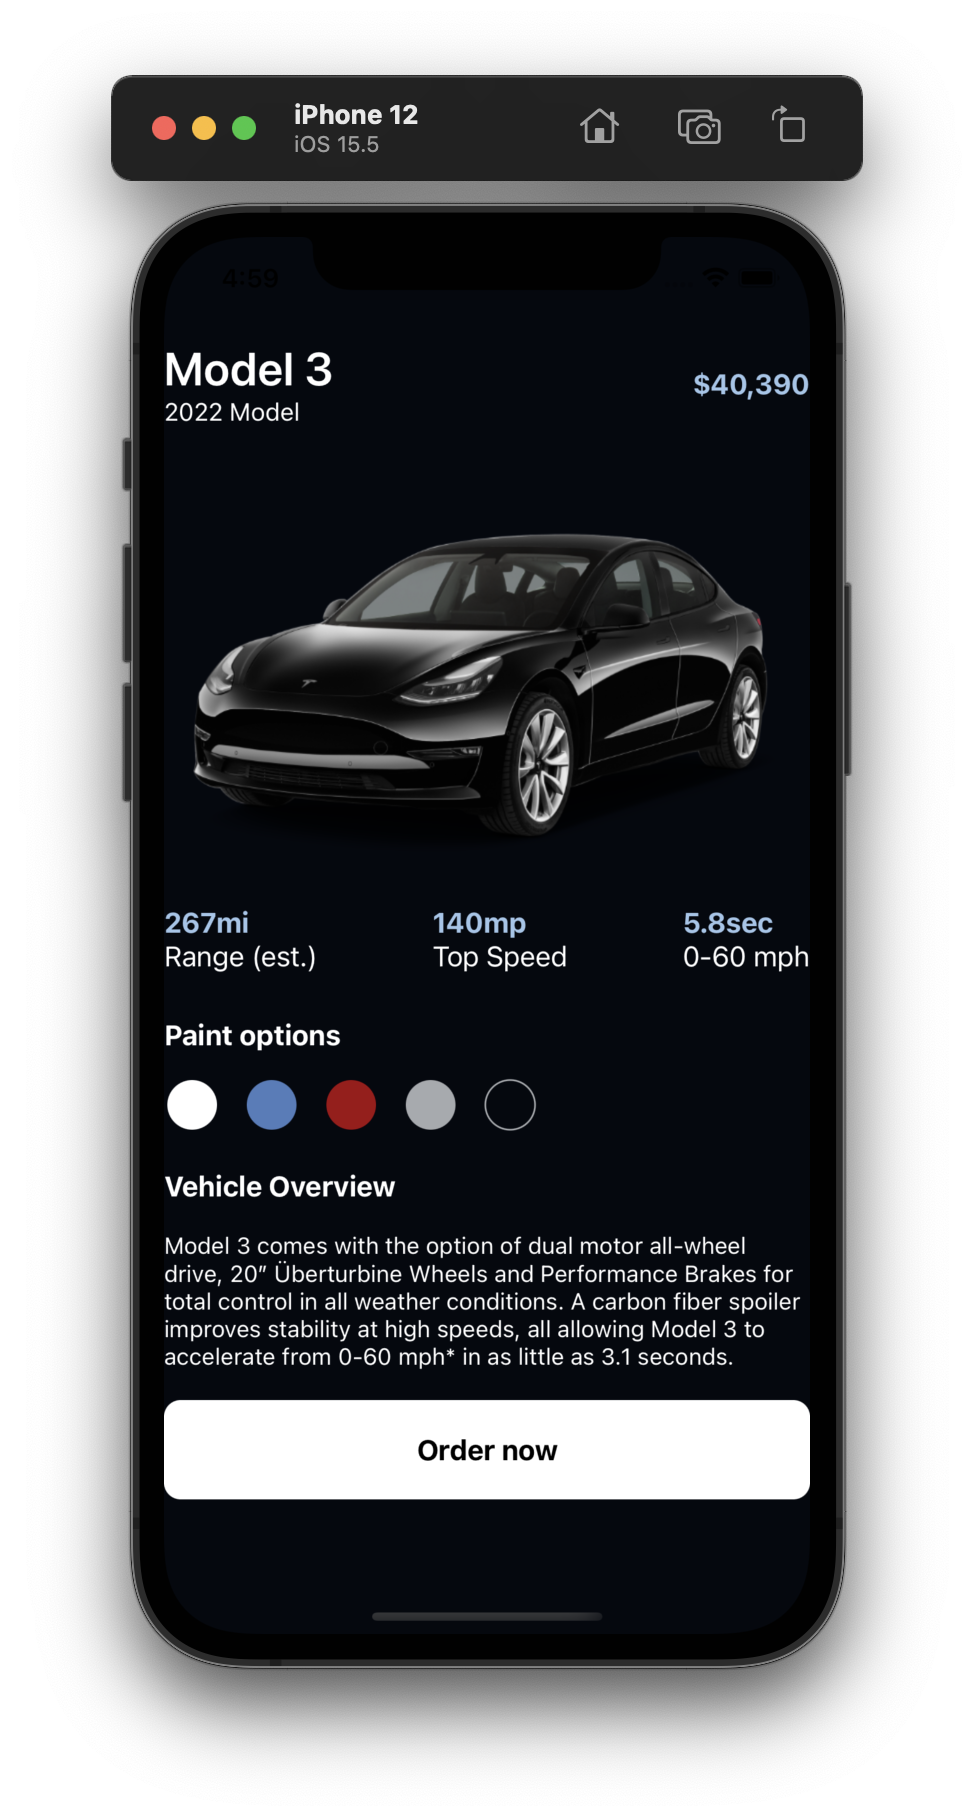 iPhone 12
iOS 15.5
4:59
Model 3
$40,390
2022 Model
267mi 140mp 5.8sec
Range (est.) Top Speed 0-60 mph
Paint options
Vehicle Overview
Model 3 comes with the option of dual motor all-wheel
drive, 20″ Überturbine Wheels and Performance Brakes for
total control in all weather conditions. A carbon fiber spoiler
improves stability at high speeds, all allowing Model 3 to
accelerate from 0-60 mph* in as little as 3.1 seconds.
Order now